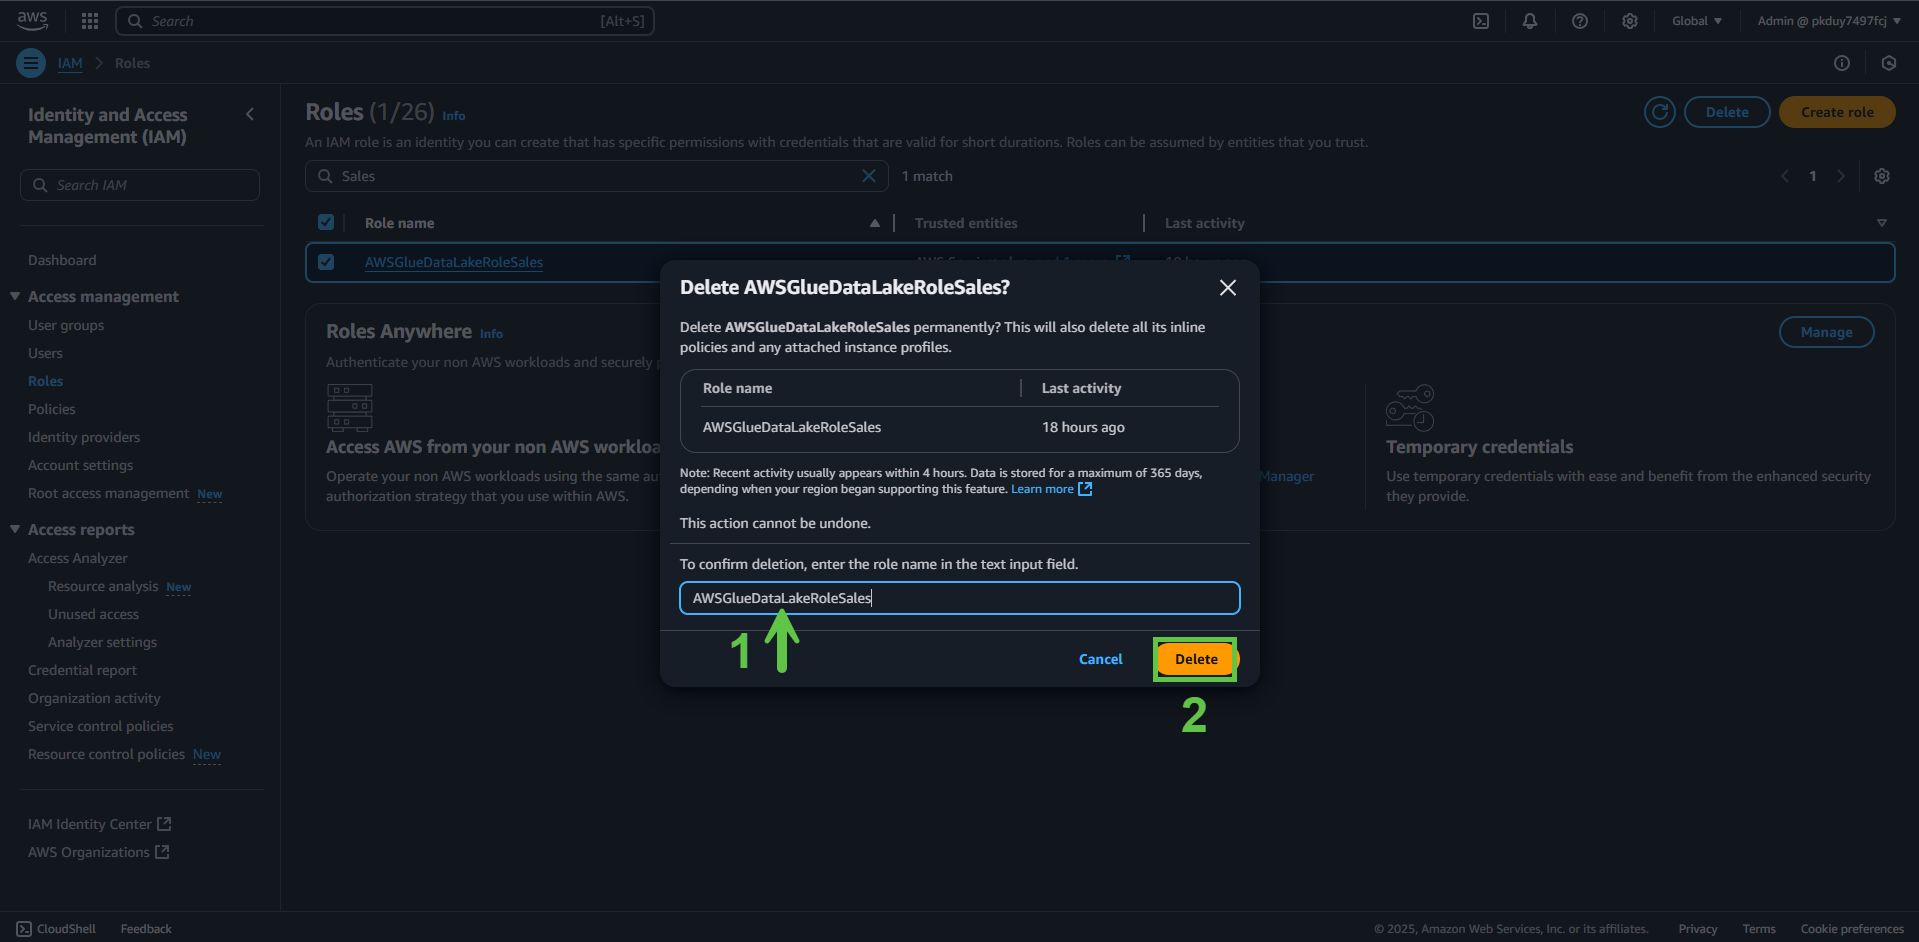 aws
Search
[Alt+S]
Global
Admin @ pkduy7497fcj
IAM
Roles
Identity and Access
Management (IAM)
Search IAM
Dashboard
Access management
User groups
Users
Roles
Policies
Identity providers
Account settings
Root access management New
Access reports
Access Analyzer
Resource analysis New
Unused access
Analyzer settings
Credential report
Organization activity
Service control policies
Resource control policies New
IAM Identity Center
AWS Organizations
Roles (1/26) Info
Delete
Create role
An IAM role is an identity you can create that has specific permissions with credentials that are valid for short durations. Roles can be assumed by entities that you trust.
Sales
1 match
1
Role name
Trusted entities
Last activity
AWSGlueDataLakeRoleSales
Roles Anywhere Info
Manage
Authenticate your non AWS workloads and securely
Access AWS from your non AWS
Operate your non AWS workloads using the same
authorization strategy that you use within AWS.
Manager
Temporary credentials
Use temporary credentials with ease and benefit from the enhanced security
they provide.
Delete AWSGlueDataLakeRoleSales?
Delete AWSGlueDataLakeRoleSales permanently? This will also delete all its inline
policies and any attached instance profiles.
Role name
Last activity
AWSGlueDataLakeRoleSales
18 hours ago
Note: Recent activity usually appears within 4 hours. Data is stored for a maximum of 365 days,
depending when your region began supporting this feature. Learn more
This action cannot be undone.
To confirm deletion, enter the role name in the text input field.
AWSGlueDataLakeRoleSales
1
Cancel
Delete
2
CloudShell
Feedback
© 2025, Amazon Web Services, Inc. or its affiliates.
Privacy
Terms
Cookie preferences